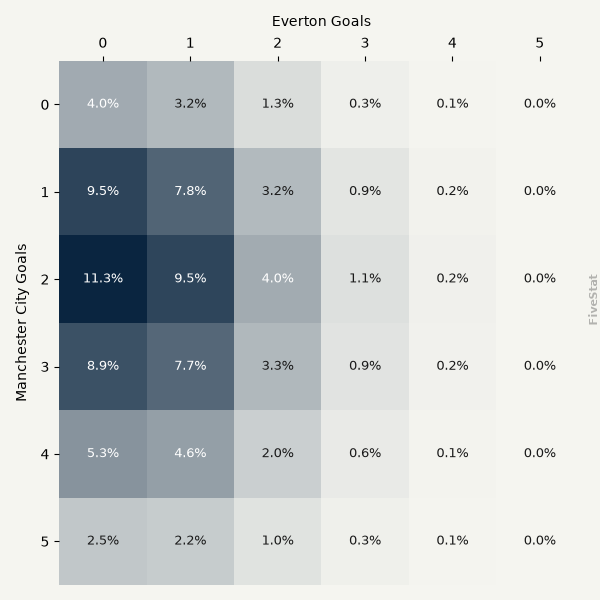 Everton Goals
0 1 2 3 4 5
0 4.0% 3.2% 1.3% 0.3% 0.1% 0.0%
1 9.5% 7.8% 3.2% 0.9% 0.2% 0.0%
2 11.3% 9.5% 4.0% 1.1% 0.2% 0.0%
3 8.9% 7.7% 3.3% 0.9% 0.2% 0.0%
4 5.3% 4.6% 2.0% 0.6% 0.1% 0.0%
5 2.5% 2.2% 1.0% 0.3% 0.1% 0.0%
Manchester City Goals
FiveStat